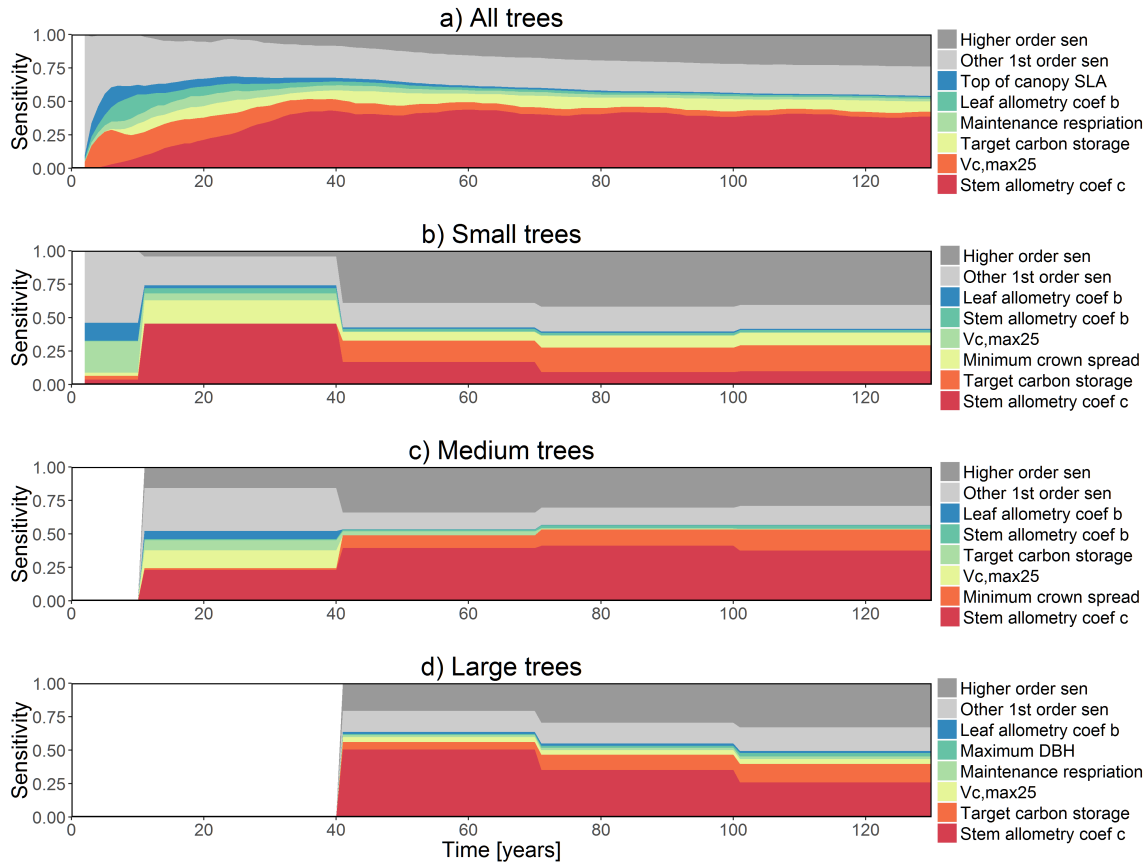 a) All trees
Sensitivity
1.00
0.75
0.50
0.25
0.00
0 20 40 60 80 100 120
Higher order sen
Other 1st order sen
Top of canopy SLA
Leaf allometry coef b
Maintenance respriation
Target carbon storage
Vc,max25
Stem allometry coef c
b) Small trees
Sensitivity
1.00
0.75
0.50
0.25
0.00
0 20 40 60 80 100 120
Higher order sen
Other 1st order sen
Leaf allometry coef b
Stem allometry coef b
Vc,max25
Minimum crown spread
Target carbon storage
Stem allometry coef c
c) Medium trees
Sensitivity
1.00
0.75
0.50
0.25
0.00
0 20 40 60 80 100 120
Higher order sen
Other 1st order sen
Leaf allometry coef b
Stem allometry coef b
Target carbon storage
Vc,max25
Minimum crown spread
Stem allometry coef c
d) Large trees
Sensitivity
1.00
0.75
0.50
0.25
0.00
0 20 40 60 80 100 120
Time [years]
Higher order sen
Other 1st order sen
Leaf allometry coef b
Maximum DBH
Maintenance respriation
Vc,max25
Target carbon storage
Stem allometry coef c